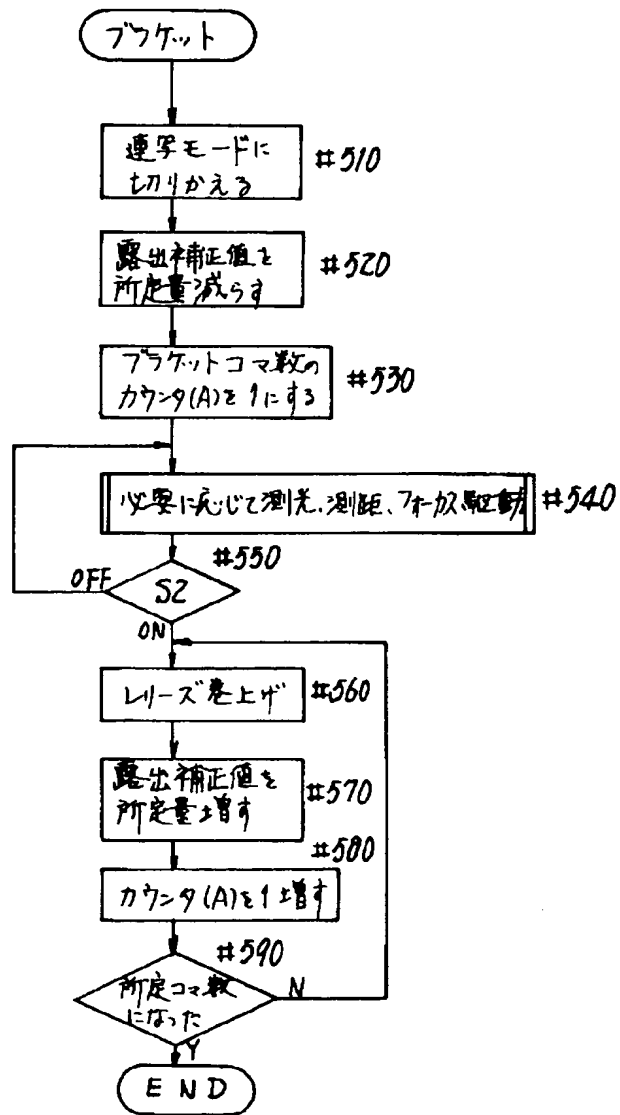 ブラケット
連写モードに
切りかえる
#510
露出補正値を
所定量減らす
#520
ブラケットコマ数の
カウンタ(A)を1にする
#530
必要に応じて測光、測距、フォーカス駆動
#540
#550
OFF
S2
ON
レリーズ巻上げ
#560
露出補正値を
所定量増す
#570
#580
カウンタ(A)を1増す
#590
所定コマ数
になった
N
Y
END